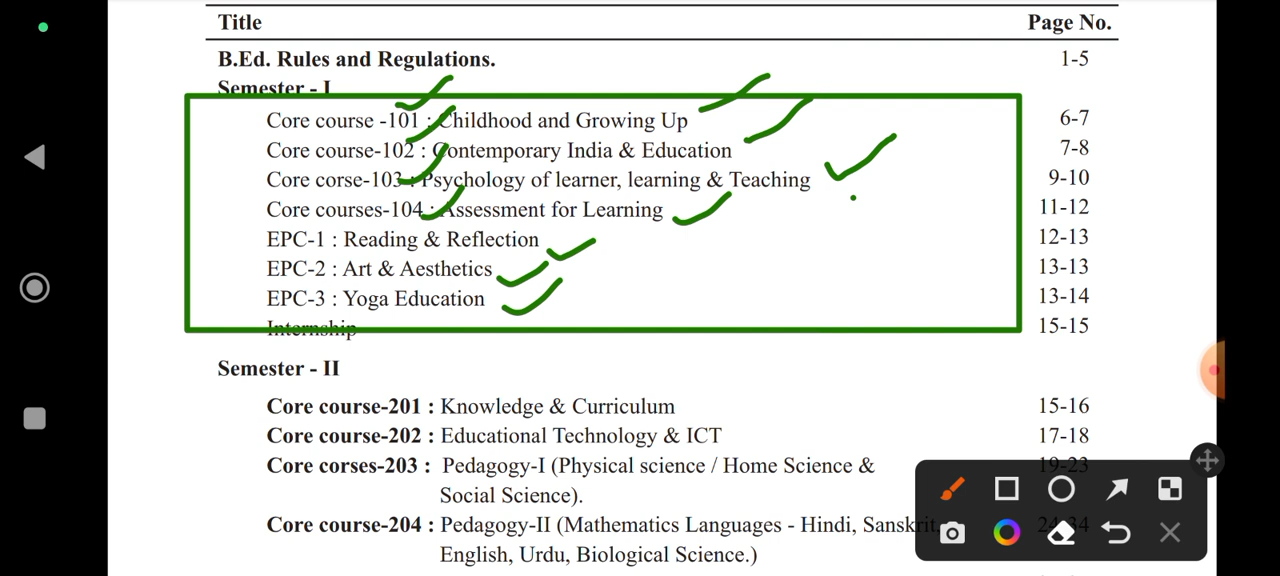 Title Page No.
B.Ed. Rules and Regulations. 1-5
Semester - I
Core course -101 : Childhood and Growing Up 6-7
Core course-102 : Contemporary India & Education 7-8
Core corse-103 : Psychology of learner, learning & Teaching 9-10
Core courses-104 : Assessment for Learning 11-12
EPC-1 : Reading & Reflection 12-13
EPC-2 : Art & Aesthetics 13-13
EPC-3 : Yoga Education 13-14
Internship 15-15
Semester - II
Core course-201 : Knowledge & Curriculum 15-16
Core course-202 : Educational Technology & ICT 17-18
Core corses-203 : Pedagogy-I (Physical science / Home Science & 19-23
Social Science).
Core course-204 : Pedagogy-II (Mathematics Languages - Hindi, Sanskrit, 24-34
English, Urdu, Biological Science.)